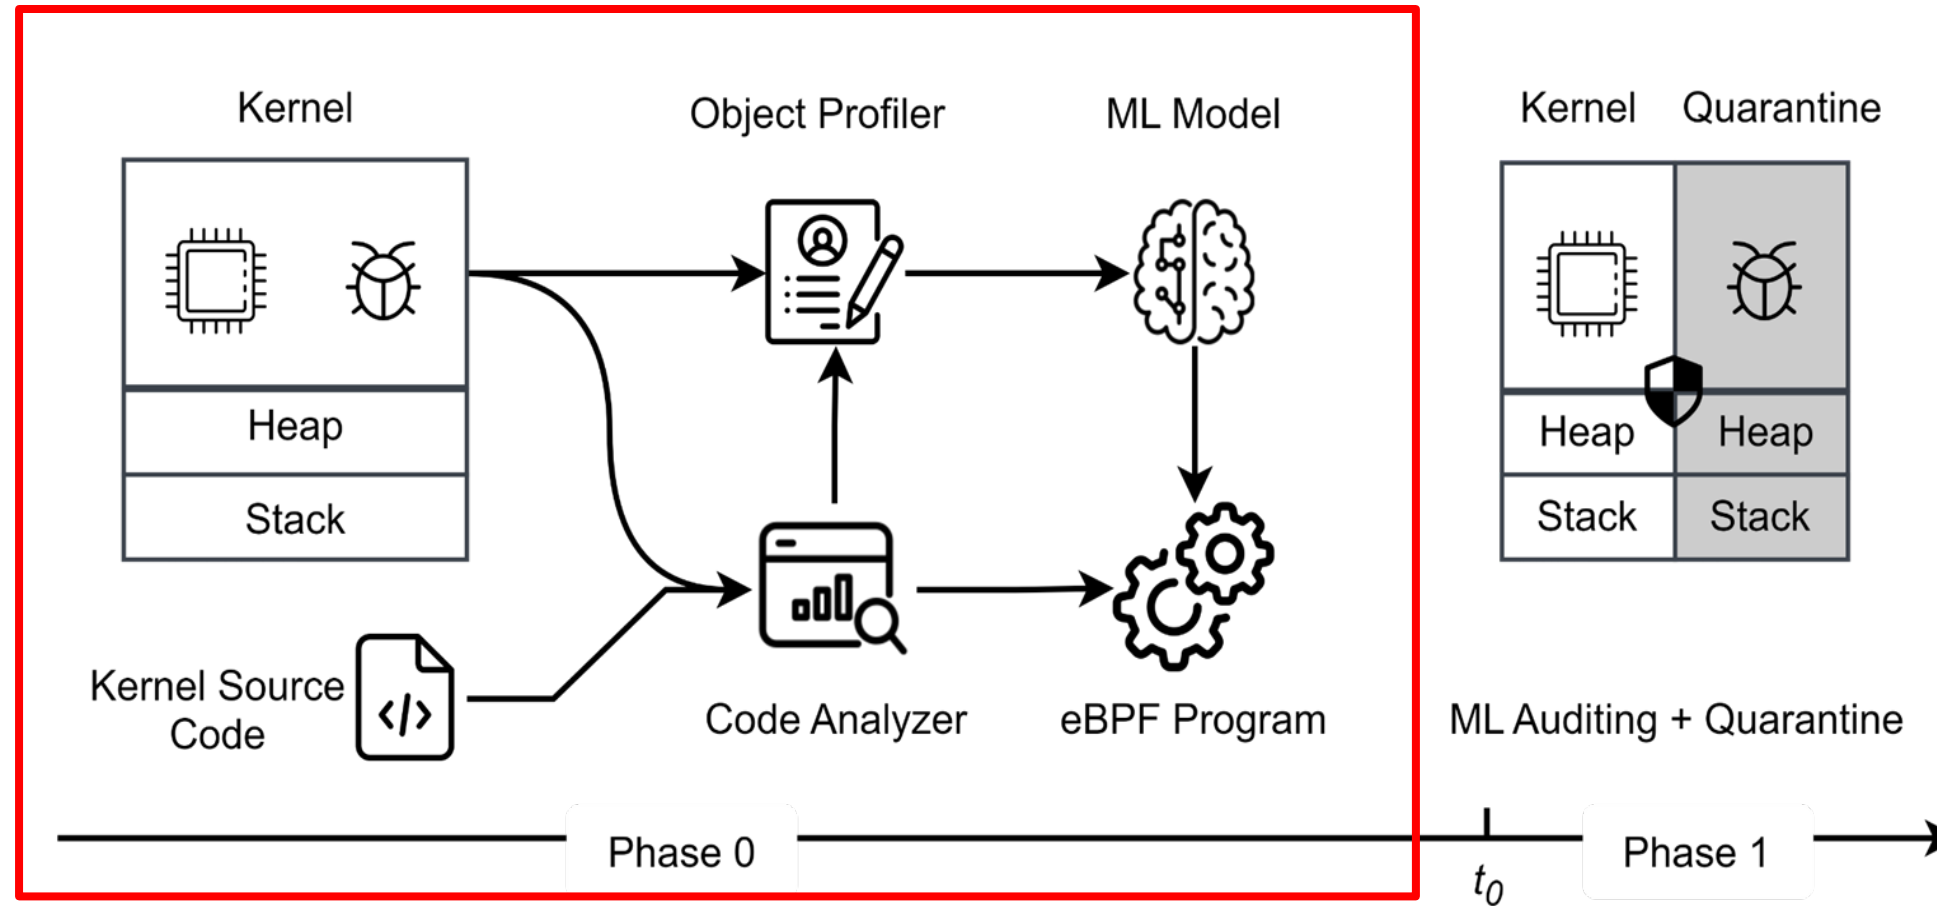 Kernel
Object Profiler
ML Model
Kernel
Quarantine
Heap
Stack
Heap
Heap
Stack
Stack
Kernel Source
Code
</>
Code Analyzer
eBPF Program
ML Auditing + Quarantine
Phase 0
t0
Phase 1